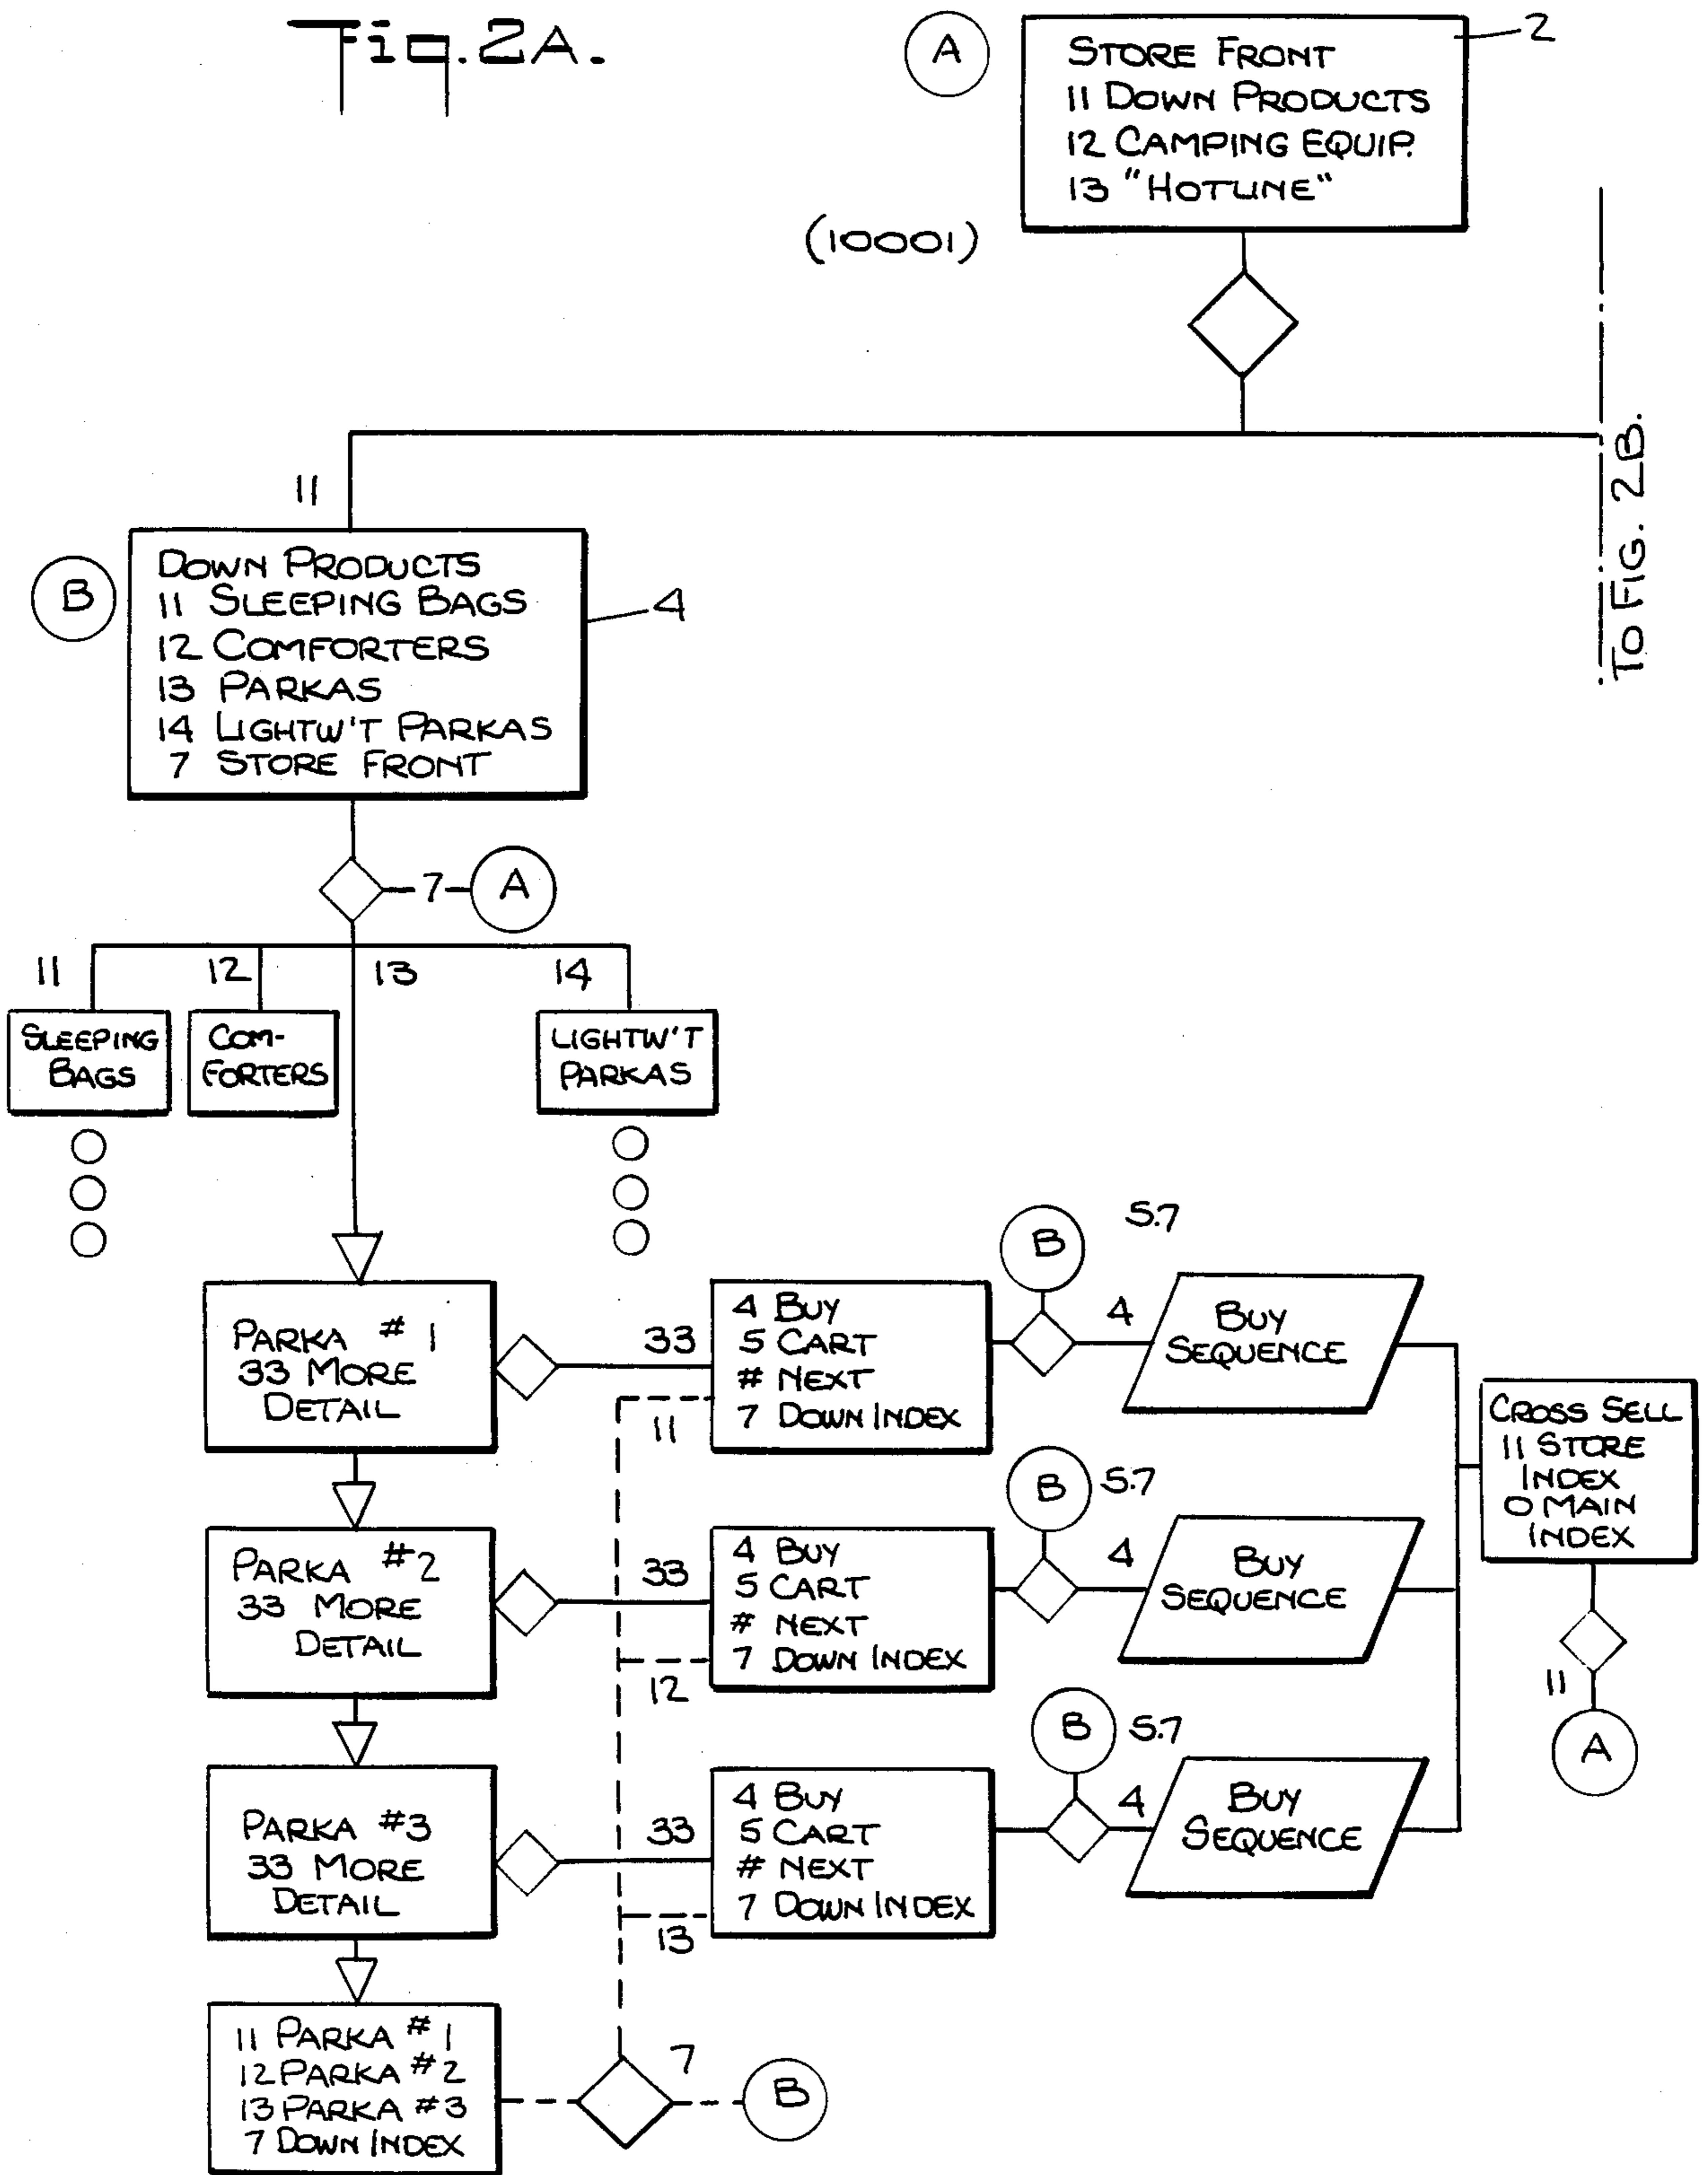 Fig.2A.
A
STORE FRONT
11 DOWN PRODUCTS
12 CAMPING EQUIP.
13 "HOTLINE"
2
(10001)
TO FIG. 2B.
11
B
DOWN PRODUCTS
11 SLEEPING BAGS
12 COMFORTERS
13 PARKAS
14 LIGHTW'T PARKAS
7 STORE FRONT
4
7
A
11
12
13
14
SLEEPING
BAGS
COM-
FORTERS
LIGHTW'T
PARKAS
PARKA # 1
33 MORE
DETAIL
33
4 BUY
5 CART
# NEXT
7 DOWN INDEX
11
B
5.7
4
BUY
SEQUENCE
PARKA #2
33 MORE
DETAIL
33
4 BUY
5 CART
# NEXT
7 DOWN INDEX
12
B
5.7
4
BUY
SEQUENCE
PARKA #3
33 MORE
DETAIL
33
4 BUY
5 CART
# NEXT
7 DOWN INDEX
13
B
5.7
4
BUY
SEQUENCE
CROSS SELL
11 STORE
INDEX
0 MAIN
INDEX
11
A
11 PARKA # 1
12 PARKA # 2
13 PARKA #3
7 DOWN INDEX
7
B